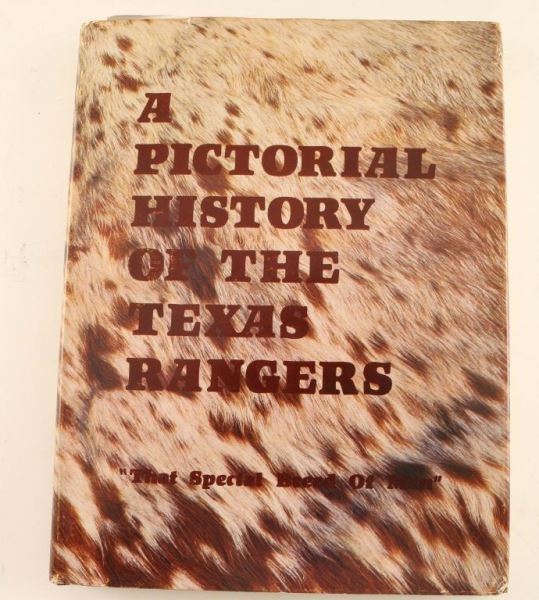 A
PICTORIAL
HISTORY
OF THE
TEXAS
RANGERS
"That Special Breed Of Men"